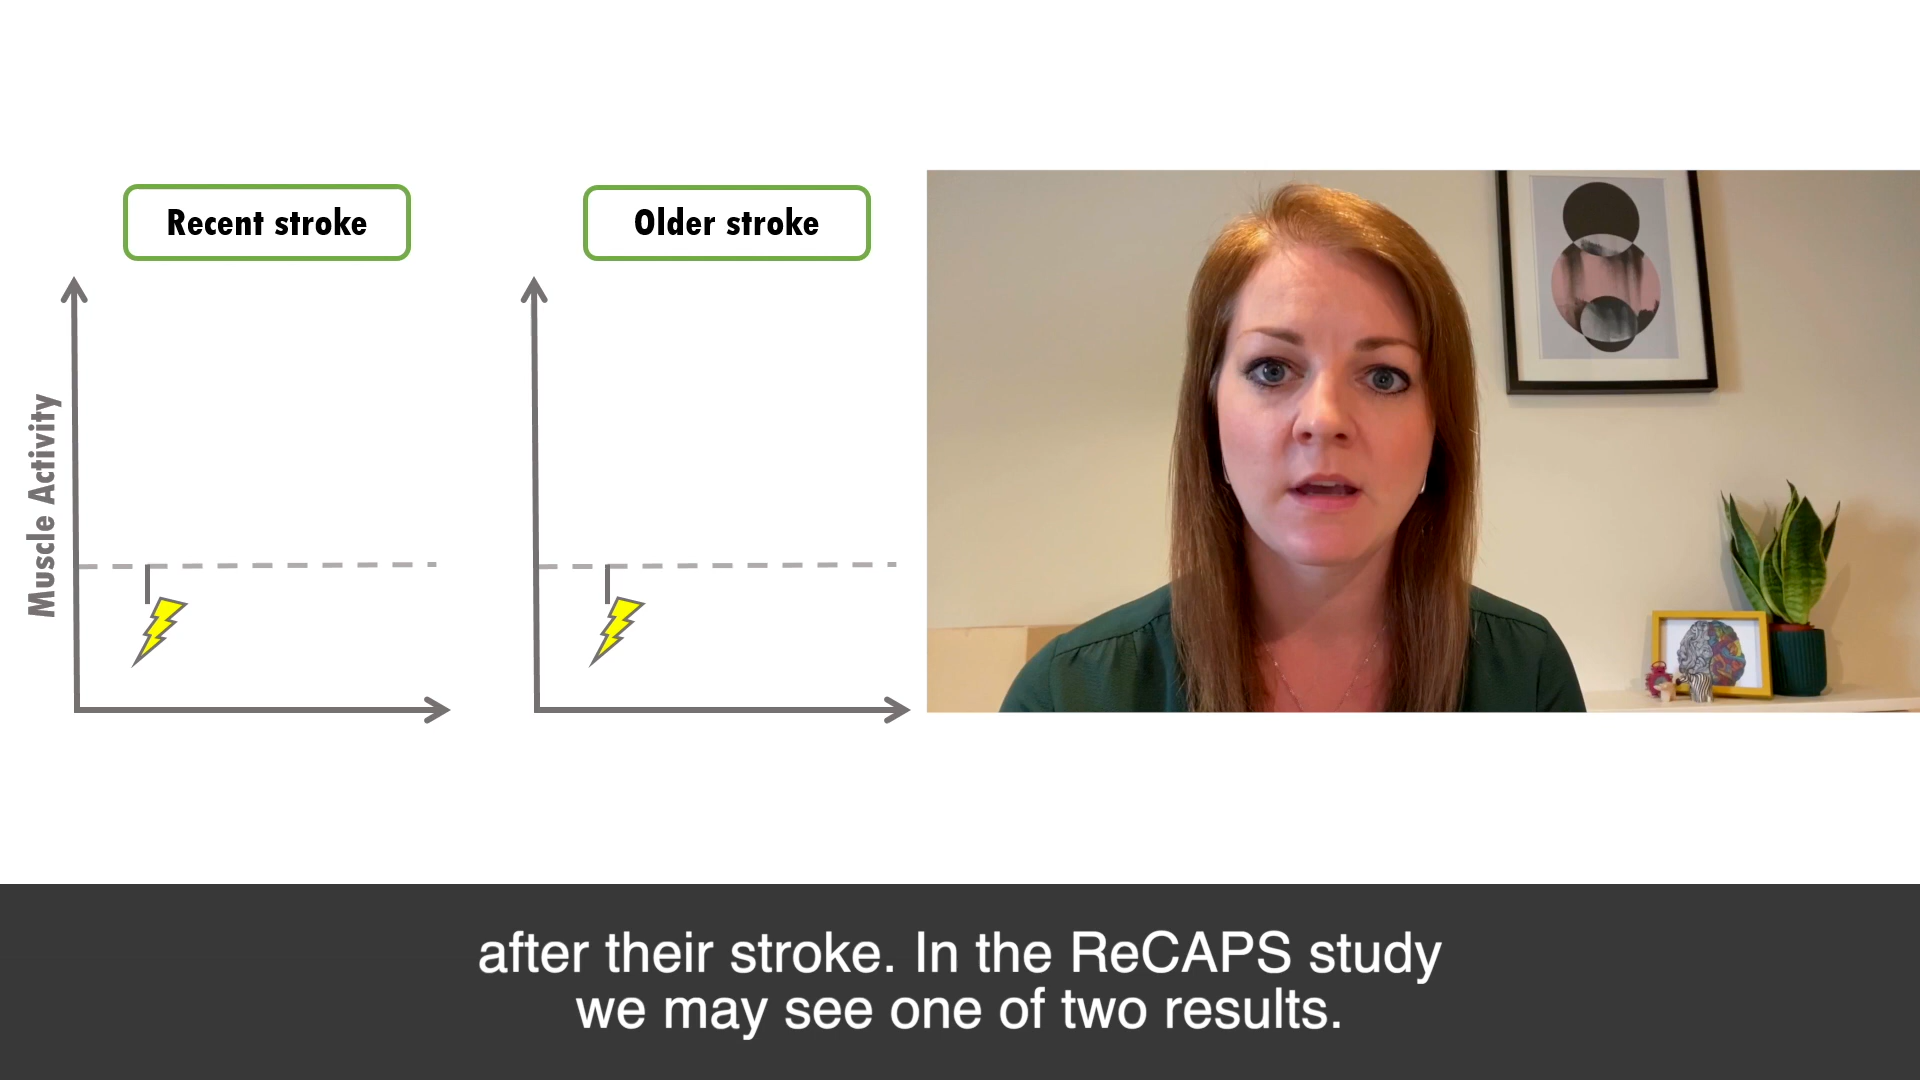 Recent stroke
Older stroke
Muscle Activity
after their stroke. In the ReCAPS study
we may see one of two results.